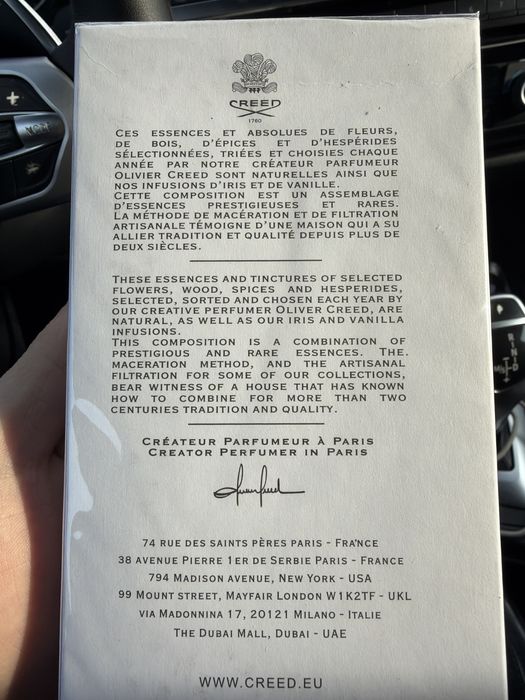 CREED
1760
CES ESSENCES ET ABSOLUES DE FLEURS,
DE BOIS, D'ÉPICES ET D'HESPÉRIDES
SÉLECTIONNÉES, TRIÉES ET CHOISIES CHAQUE
ANNÉE PAR NOTRE CRÉATEUR PARFUMEUR
OLIVIER CREED SONT NATURELLES AINSI QUE
NOS INFUSIONS D'IRIS ET DE VANILLE.
CETTE COMPOSITION EST UN ASSEMBLAGE
D'ESSENCES PRESTIGIEUSES ET RARES.
LA MÉTHODE DE MACÉRATION ET DE FILTRATION
ARTISANALE TÉMOIGNE D'UNE MAISON QUI A SU
ALLIER TRADITION ET QUALITÉ DEPUIS PLUS DE
DEUX SIÈCLES.
THESE ESSENCES AND TINCTURES OF SELECTED
FLOWERS, WOOD, SPICES AND HESPERIDES,
SELECTED, SORTED AND CHOSEN EACH YEAR BY
OUR CREATIVE PERFUMER OLIVER CREED, ARE
NATURAL, AS WELL AS OUR IRIS AND VANILLA
INFUSIONS.
THIS COMPOSITION IS A COMBINATION OF
PRESTIGIOUS AND RARE ESSENCES. THE.
MACERATION METHOD, AND THE ARTISANAL
FILTRATION FOR SOME OF OUR COLLECTIONS,
BEAR WITNESS OF A HOUSE THAT HAS KNOWN
HOW TO COMBINE FOR MORE THAN TWO
CENTURIES TRADITION AND QUALITY.
CRÉATEUR PARFUMEUR À PARIS
CREATOR PERFUMER IN PARIS
74 RUE DES SAINTS PÈRES PARIS - FRANCE
38 AVENUE PIERRE 1ER DE SERBIE PARIS - FRANCE
794 MADISON AVENUE, NEW YORK - USA
99 MOUNT STREET, MAYFAIR LONDON W1K2TF - UKL
VIA MADONNINA 17, 20121 MILANO - ITALIE
THE DUBAI MALL, DUBAI - UAE
WWW.CREED.EU
R
I
N
D